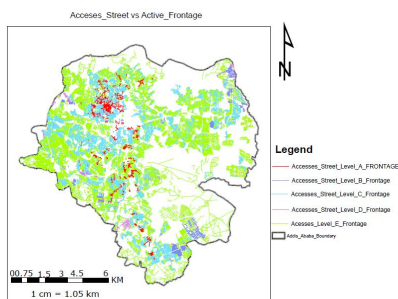 Acceses_Street vs Active_Frontage
N
Legend
Acceses_Street_Level_A_FRONTAGE
Accesses_Street_Level_B_Frontage
Accesses_Street_Level_C_Frontage
Accesses_Street_Level_D_Frontage
Acceses_Level_E_Frontage
Addis_Ababa_Boundary
00.75 1.5 3 4.5 6 KM
1 cm = 1.05 km